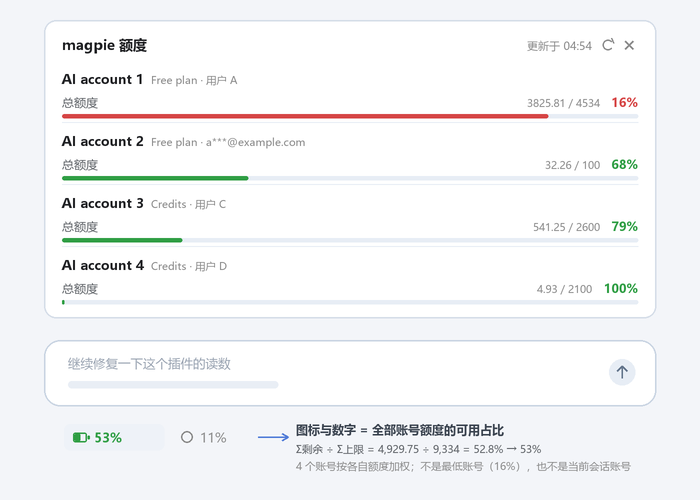 magpie 额度
更新于 04:54
AI account 1 Free plan · 用户 A
总额度 3825.81 / 4534 16%
AI account 2 Free plan · a***@example.com
总额度 32.26 / 100 68%
AI account 3 Credits · 用户 C
总额度 541.25 / 2600 79%
AI account 4 Credits · 用户 D
总额度 4.93 / 2100 100%
继续修复一下这个插件的读数
53% 11%
图标与数字 = 全部账号额度的可用占比
Σ剩余 ÷ Σ上限 = 4,929.75 ÷ 9,334 = 52.8% → 53%
4 个账号按各自额度加权；不是最低账号（16%），也不是当前会话账号